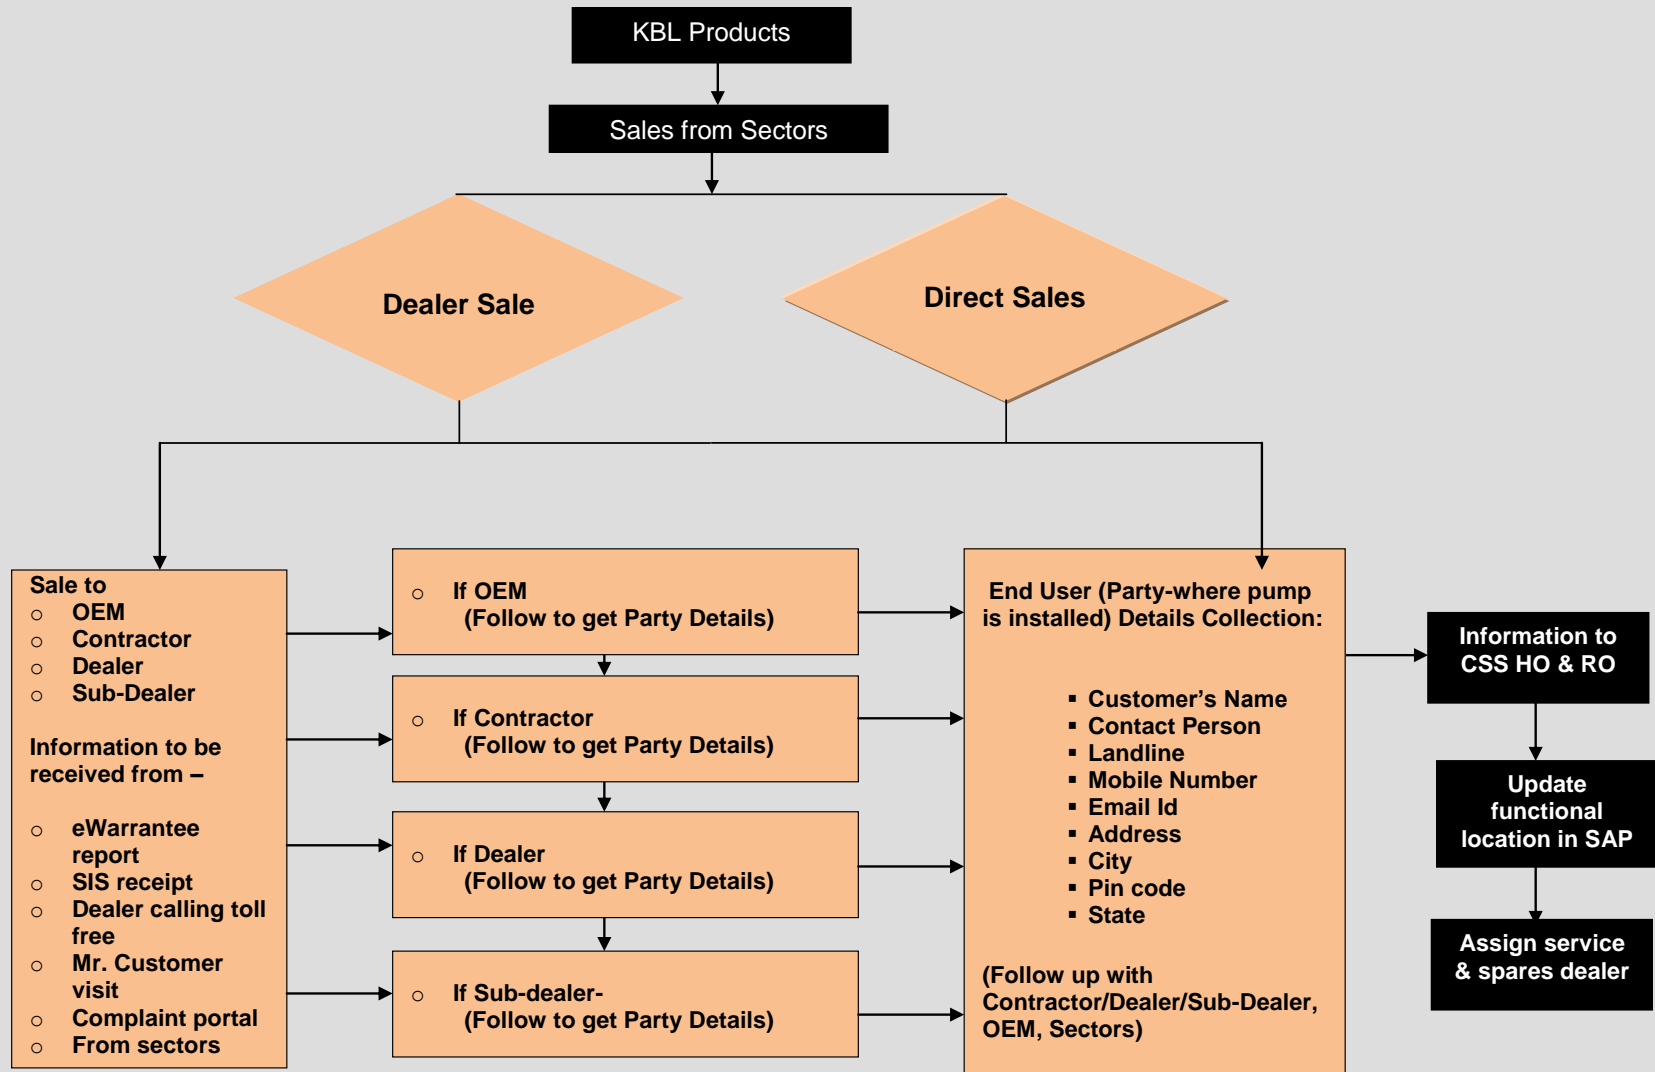 KBL Products
Sales from Sectors
Dealer Sale
Direct Sales
Sale to
○ OEM
○ Contractor
○ Dealer
○ Sub-Dealer
Information to be
received from –
○ eWarrantee
report
○ SIS receipt
○ Dealer calling toll
free
○ Mr. Customer
visit
○ Complaint portal
○ From sectors
○ If OEM
(Follow to get Party Details)
○ If Contractor
(Follow to get Party Details)
○ If Dealer
(Follow to get Party Details)
○ If Sub-dealer-
(Follow to get Party Details)
End User (Party-where pump
is installed) Details Collection:
▪ Customer’s Name
▪ Contact Person
▪ Landline
▪ Mobile Number
▪ Email Id
▪ Address
▪ City
▪ Pin code
▪ State
(Follow up with
Contractor/Dealer/Sub-Dealer,
OEM, Sectors)
Information to
CSS HO & RO
Update
functional
location in SAP
Assign service
& spares dealer